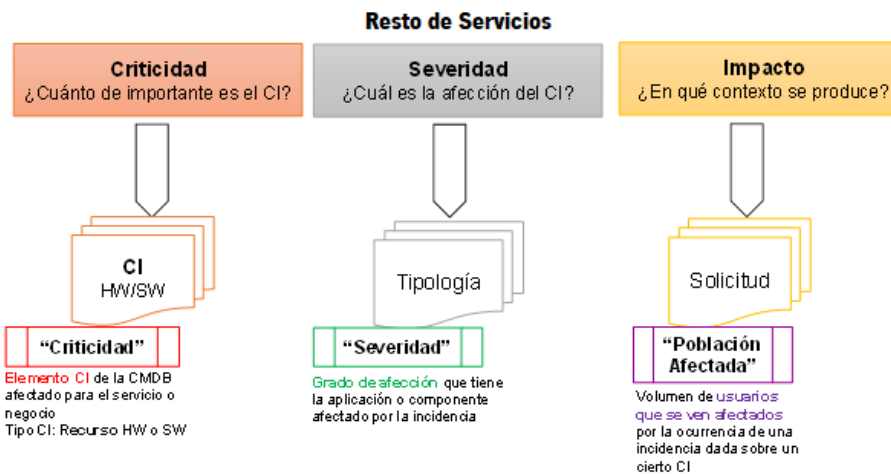 Resto de Servicios
Criticidad
¿Cuánto de importante es el CI?
Severidad
¿Cuál es la afección del CI?
Impacto
¿En qué contexto se produce?
CI
HW/SW
Tipología
Solicitud
“Criticidad”
Elemento CI de la CMDB
afectado para el servicio o
negocio
Tipo CI: Recurso HW o SW
“Severidad”
Grado de afección que tiene
la aplicación o componente
afectado por la incidencia
“Población
Afectada”
Volumen de usuarios
que se ven afectados
por la ocurrencia de una
incidencia dada sobre un
cierto CI